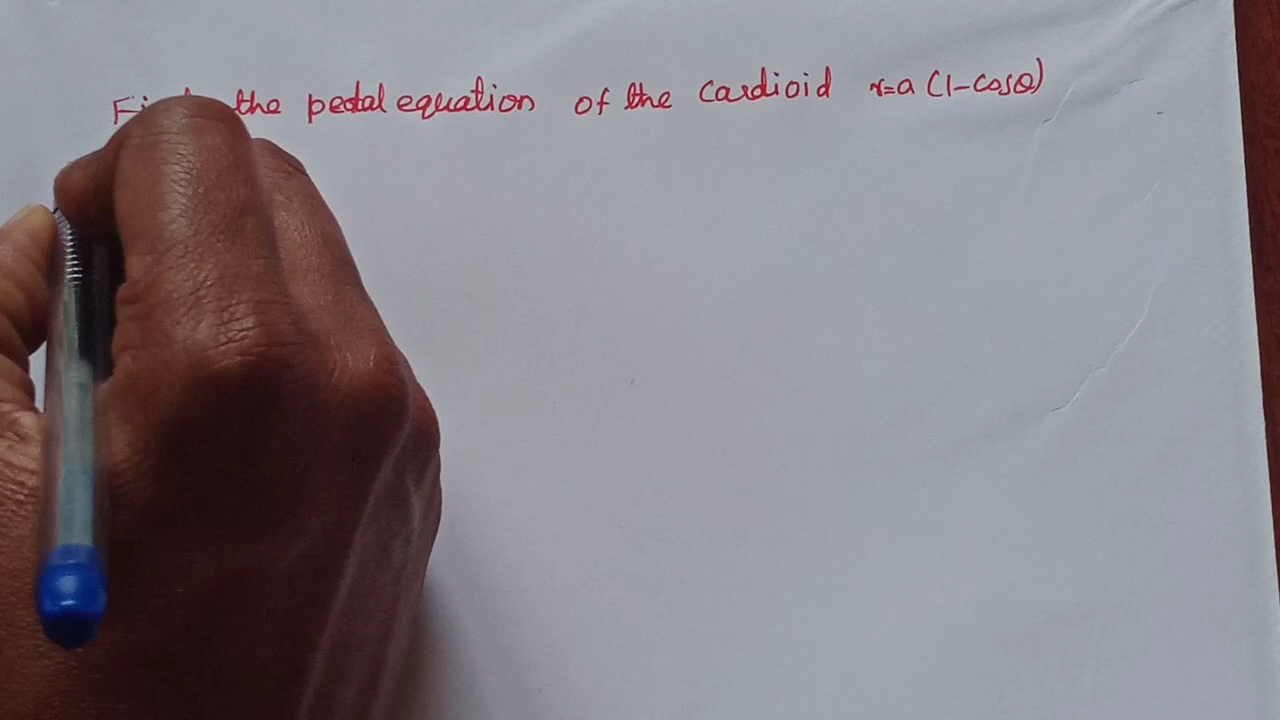 the pedal equation of the cardioid r=a (1-cosθ)